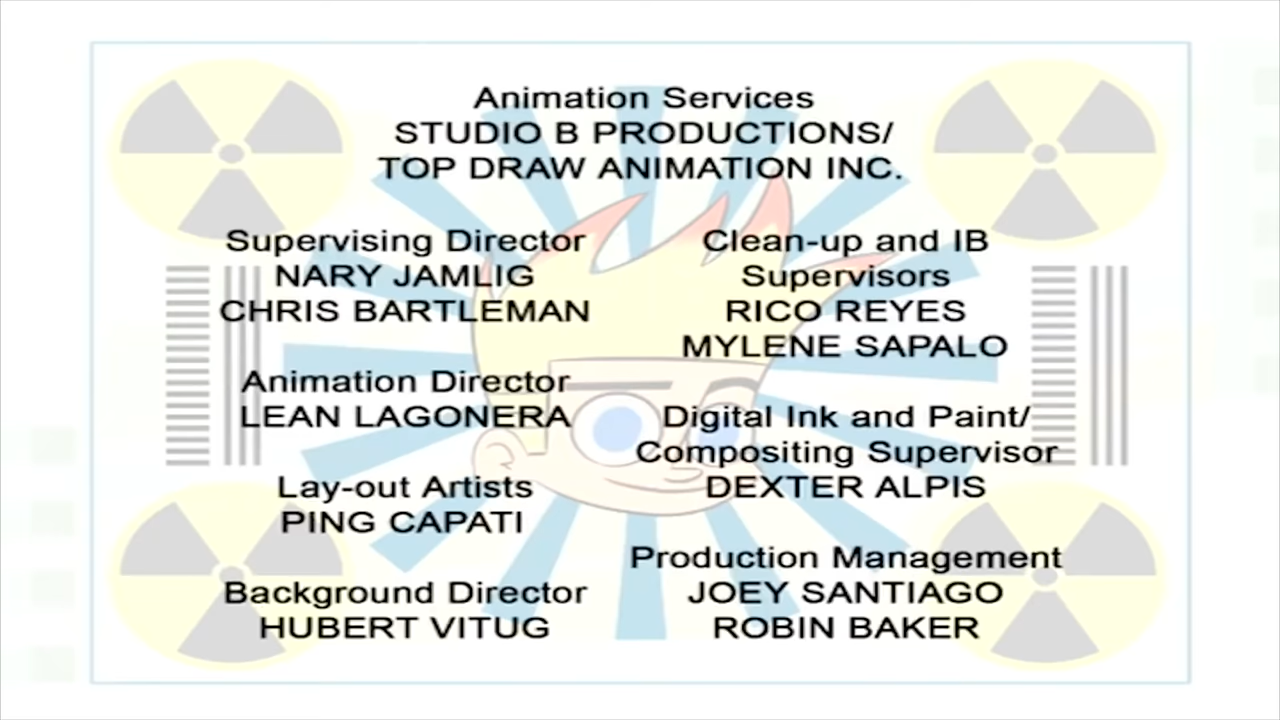 Animation Services
STUDIO B PRODUCTIONS/
TOP DRAW ANIMATION INC.
Supervising Director
NARY JAMLIG
CHRIS BARTLEMAN
Animation Director
LEAN LAGONERA
Lay-out Artists
PING CAPATI
Background Director
HUBERT VITUG
Clean-up and IB
Supervisors
RICO REYES
MYLENE SAPALO
Digital Ink and Paint/
Compositing Supervisor
DEXTER ALPIS
Production Management
JOEY SANTIAGO
ROBIN BAKER